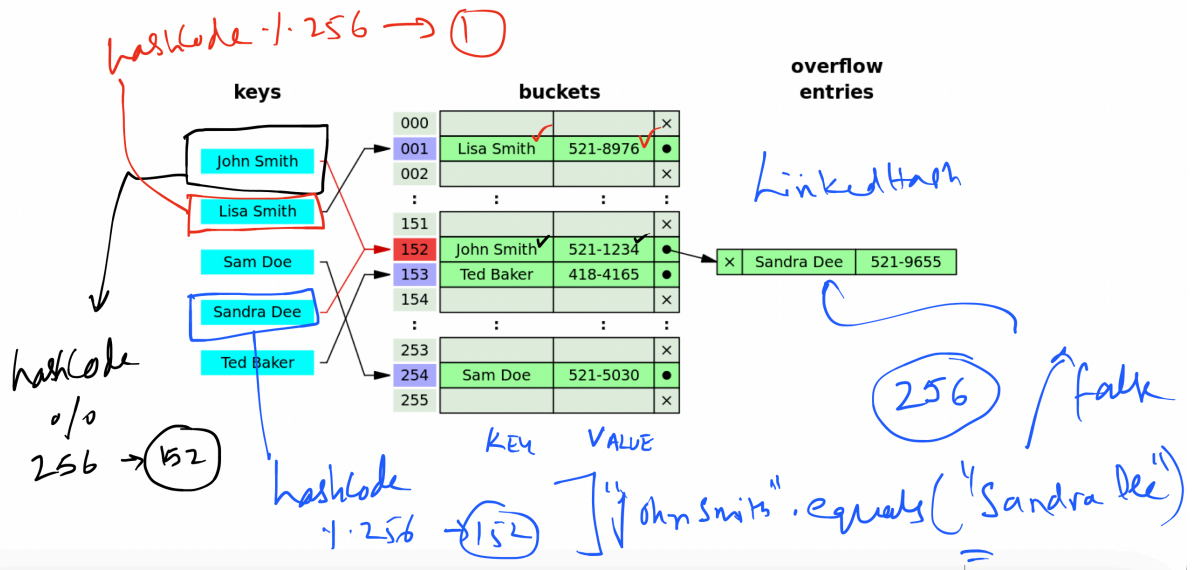 hashCode % 256 → 1
keys
buckets
overflow
entries
John Smith
Lisa Smith
Sam Doe
Sandra Dee
Ted Baker
000 ×
001 Lisa Smith 521-8976
002 ×
: : : :
151 ×
152 John Smith 521-1234
153 Ted Baker 418-4165
154 ×
: : : :
253 ×
254 Sam Doe 521-5030
255 ×
× Sandra Dee 521-9655
LinkedHash
hashCode
%
256 → 152
KEY VALUE
256
false
hashCode
% 256 → 152
"John Smith".equals("Sandra Dee")